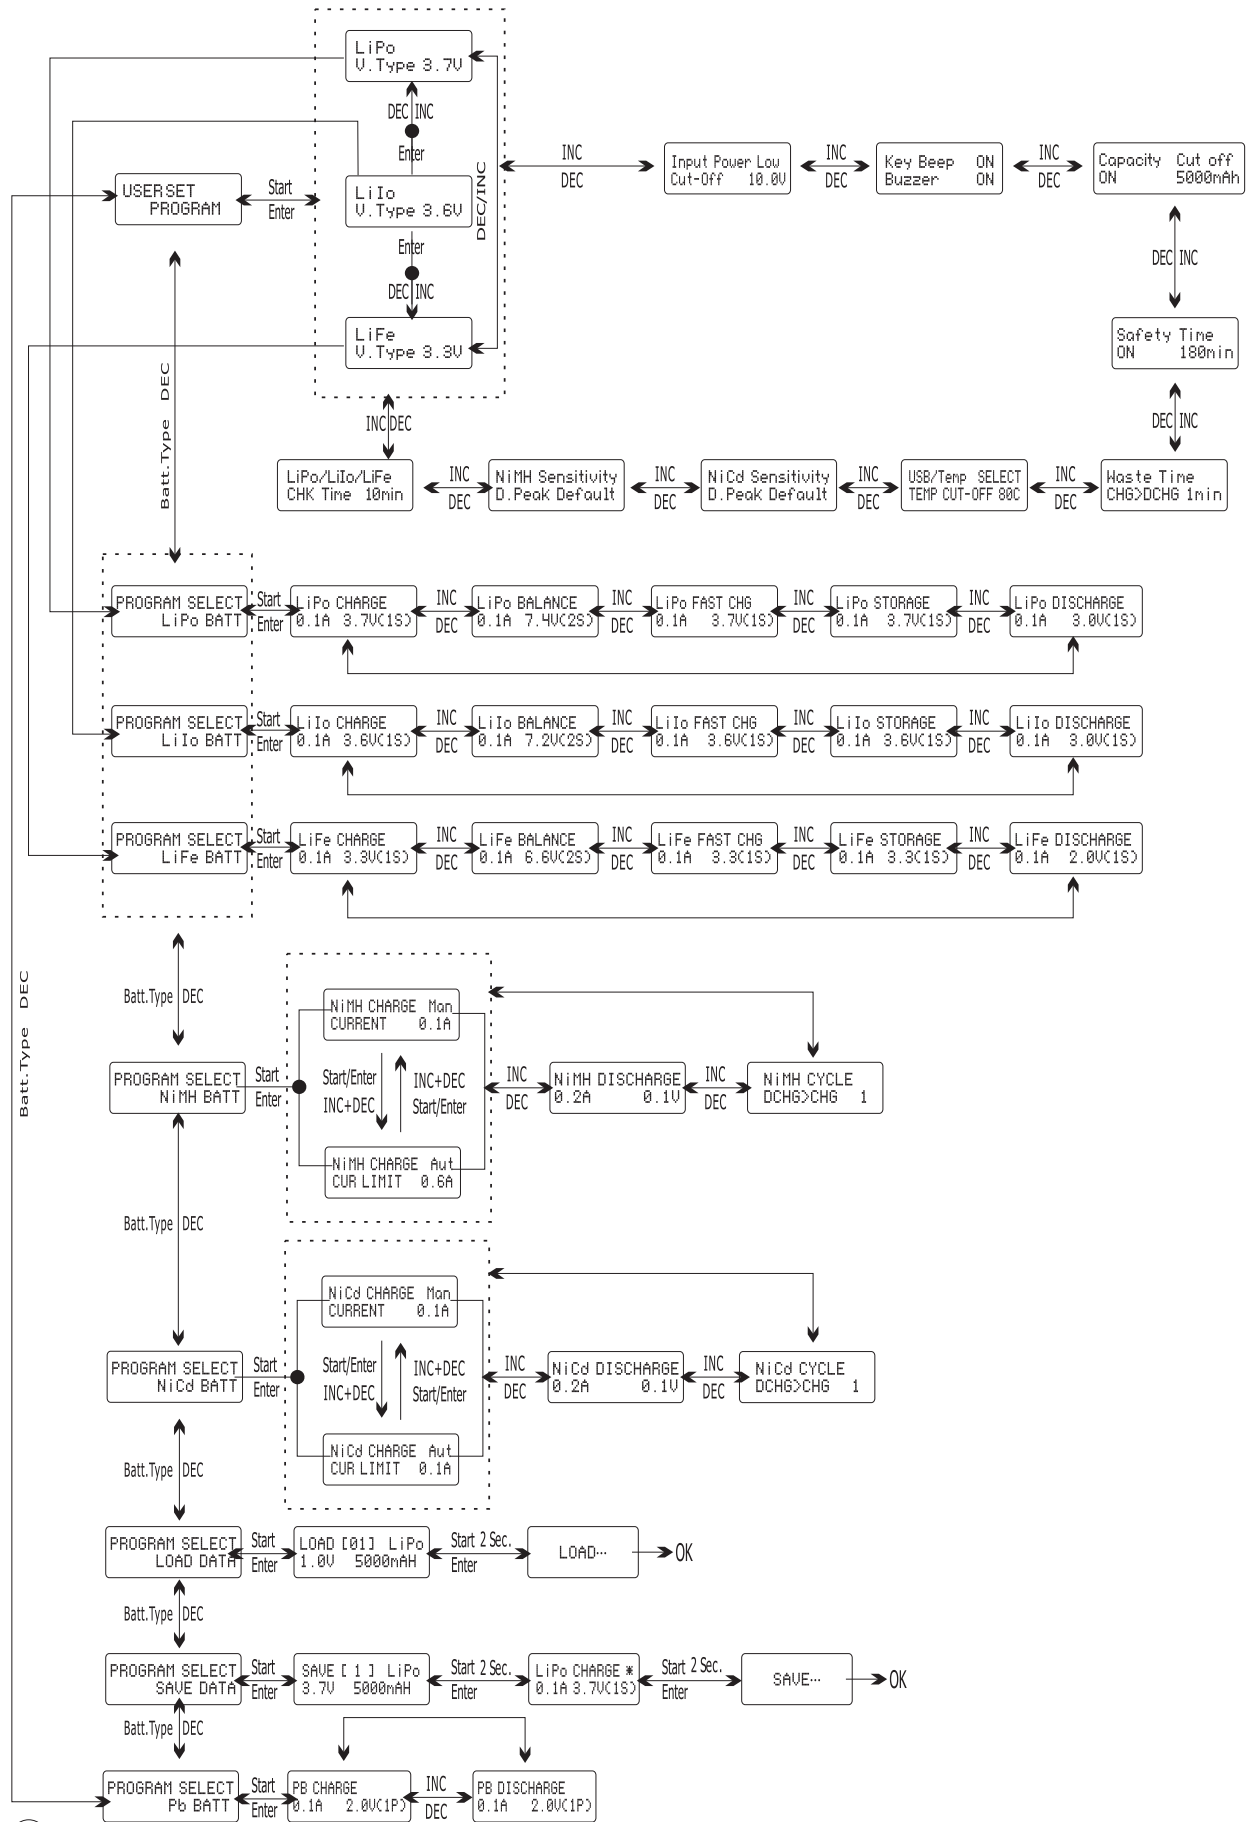 LiPo
V.Type 3.7V
DEC INC
Enter
LiIo
V.Type 3.6V
Enter
DEC INC
LiFe
V.Type 3.3V
DEC/INC
USERSET
PROGRAM
Start
Enter
INC
DEC
Input Power Low
Cut-Off 10.0V
INC
DEC
Key Beep ON
Buzzer ON
INC
DEC
Capacity Cut off
ON 5000mAh
DEC INC
Safety Time
ON 180min
DEC INC
Batt.Type DEC
INC DEC
LiPo/LiIo/LiFe
CHK Time 10min
INC
DEC
NiMH Sensitivity
D.Peak Default
INC
DEC
NiCd Sensitivity
D.Peak Default
INC
DEC
USB/Temp SELECT
TEMP CUT-OFF 80C
INC
DEC
Waste Time
CHG>DCHG 1min
PROGRAM SELECT
LiPo BATT
Start
Enter
LiPo CHARGE
0.1A 3.7V(1S)
INC
DEC
LiPo BALANCE
0.1A 7.4V(2S)
INC
DEC
LiPo FAST CHG
0.1A 3.7V(1S)
INC
DEC
LiPo STORAGE
0.1A 3.7V(1S)
INC
DEC
LiPo DISCHARGE
0.1A 3.0V(1S)
PROGRAM SELECT
LiIo BATT
Start
Enter
LiIo CHARGE
0.1A 3.6V(1S)
INC
DEC
LiIo BALANCE
0.1A 7.2V(2S)
INC
DEC
LiIo FAST CHG
0.1A 3.6V(1S)
INC
DEC
LiIo STORAGE
0.1A 3.6V(1S)
INC
DEC
LiIo DISCHARGE
0.1A 3.0V(1S)
PROGRAM SELECT
LiFe BATT
Start
Enter
LiFe CHARGE
0.1A 3.3V(1S)
INC
DEC
LiFe BALANCE
0.1A 6.6V(2S)
INC
DEC
LiFe FAST CHG
0.1A 3.3(1S)
INC
DEC
LiFe STORAGE
0.1A 3.3(1S)
INC
DEC
LiFe DISCHARGE
0.1A 2.0V(1S)
Batt.Type DEC
Batt.Type DEC
PROGRAM SELECT
NiMH BATT
Start
Enter
NiMH CHARGE Man
CURRENT 0.1A
Start/Enter
INC+DEC
INC+DEC
Start/Enter
NiMH CHARGE Aut
CUR LIMIT 0.6A
INC
DEC
NiMH DISCHARGE
0.2A 0.1V
INC
DEC
NiMH CYCLE
DCHG>CHG 1
Batt.Type DEC
PROGRAM SELECT
NiCd BATT
Start
Enter
NiCd CHARGE Man
CURRENT 0.1A
Start/Enter
INC+DEC
INC+DEC
Start/Enter
NiCd CHARGE Aut
CUR LIMIT 0.1A
INC
DEC
NiCd DISCHARGE
0.2A 0.1V
INC
DEC
NiCd CYCLE
DCHG>CHG 1
Batt.Type DEC
PROGRAM SELECT
LOAD DATA
Start
Enter
LOAD [01] LiPo
1.0V 5000mAH
Start 2 Sec.
Enter
LOAD···
OK
Batt.Type DEC
PROGRAM SELECT
SAVE DATA
Start
Enter
SAVE [ 1 ] LiPo
3.7V 5000mAH
Start 2 Sec.
Enter
LiPo CHARGE *
0.1A 3.7V(1S)
Start 2 Sec.
Enter
SAVE···
OK
Batt.Type DEC
PROGRAM SELECT
Pb BATT
Start
Enter
PB CHARGE
0.1A 2.0V(1P)
INC
DEC
PB DISCHARGE
0.1A 2.0V(1P)